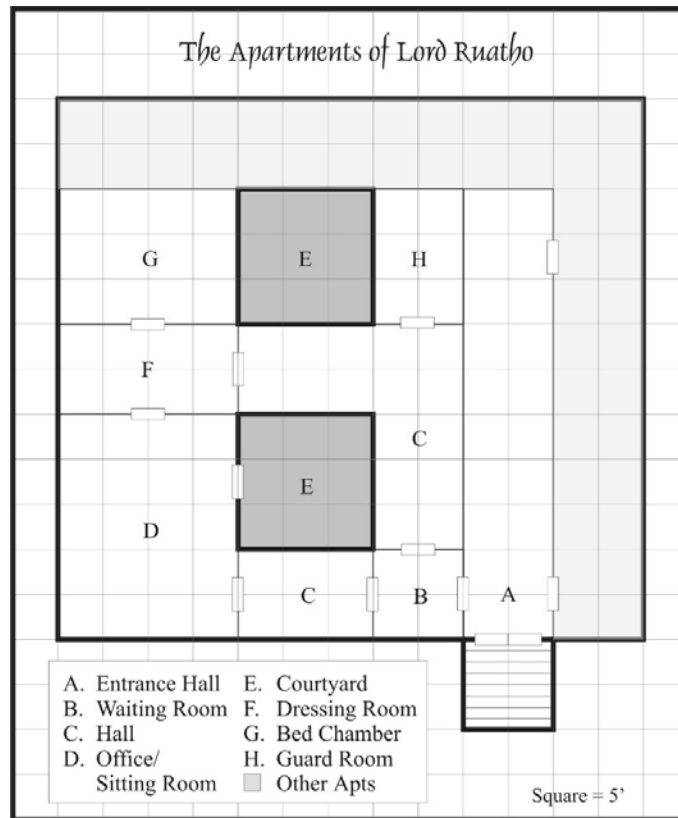 The Apartments of Lord Ruatho
G
E
H
F
C
E
D
C
B
A
A. Entrance Hall
B. Waiting Room
C. Hall
D. Office/
Sitting Room
E. Courtyard
F. Dressing Room
G. Bed Chamber
H. Guard Room
Other Apts
Square = 5'